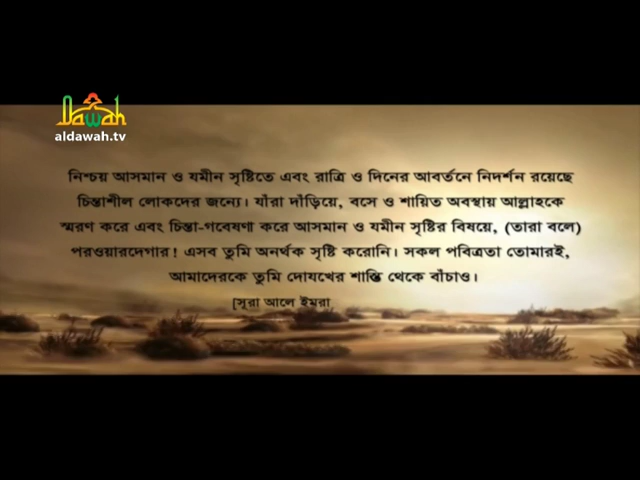 Dawah
aldawah.tv
নিশ্চয় আসমান ও যমীন সৃষ্টিতে এবং রাত্রি ও দিনের আবর্তনে নিদর্শন রয়েছে
চিন্তাশীল লোকদের জন্যে। যাঁরা দাঁড়িয়ে, বসে ও শায়িত অবস্থায় আল্লাহকে
স্মরণ করে এবং চিন্তা-গবেষণা করে আসমান ও যমীন সৃষ্টির বিষয়ে, (তারা বলে)
পরওয়ারদেগার! এসব তুমি অনর্থক সৃষ্টি করোনি। সকল পবিত্রতা তোমারই,
আমাদেরকে তুমি দোযখের শাস্তি থেকে বাঁচাও।
[সূরা আলে ইমরা